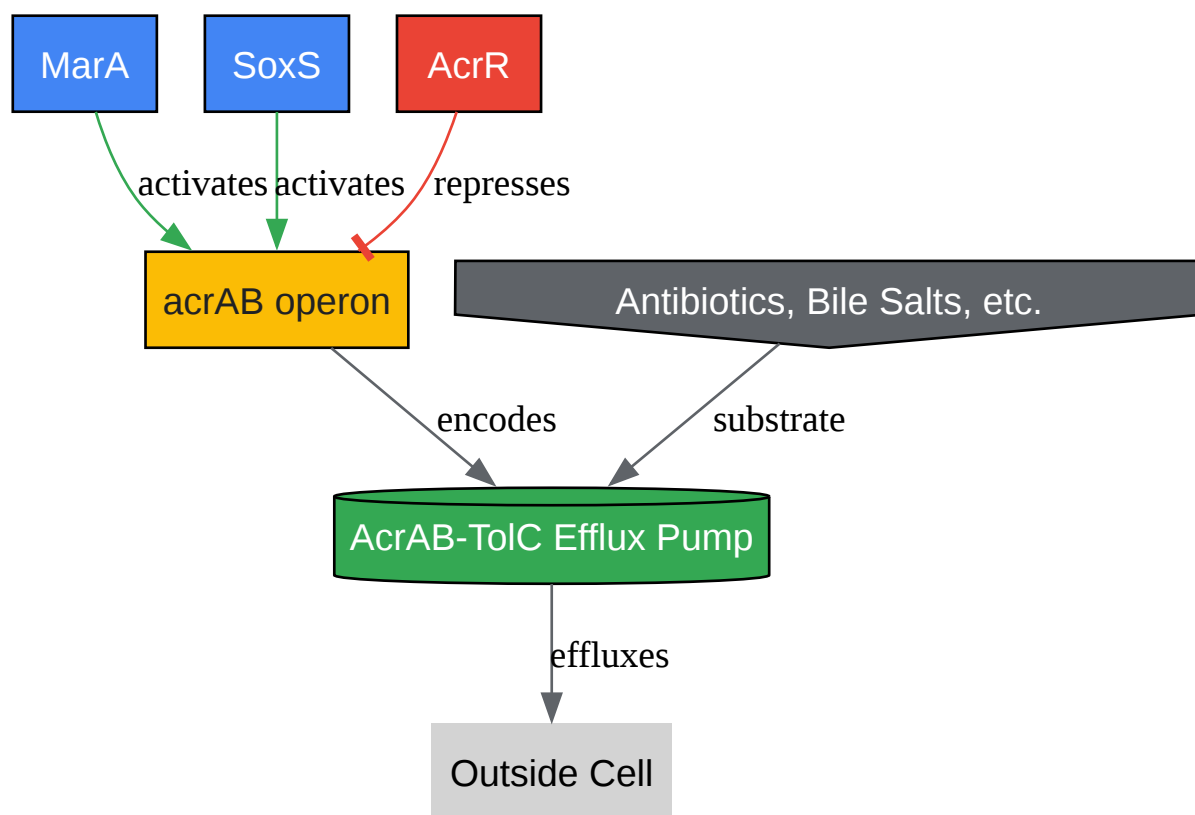 MarA
SoxS
AcrR
activates
activates
represses
acrAB operon
Antibiotics, Bile Salts, etc.
encodes
substrate
AcrAB-TolC Efflux Pump
effluxes
Outside Cell